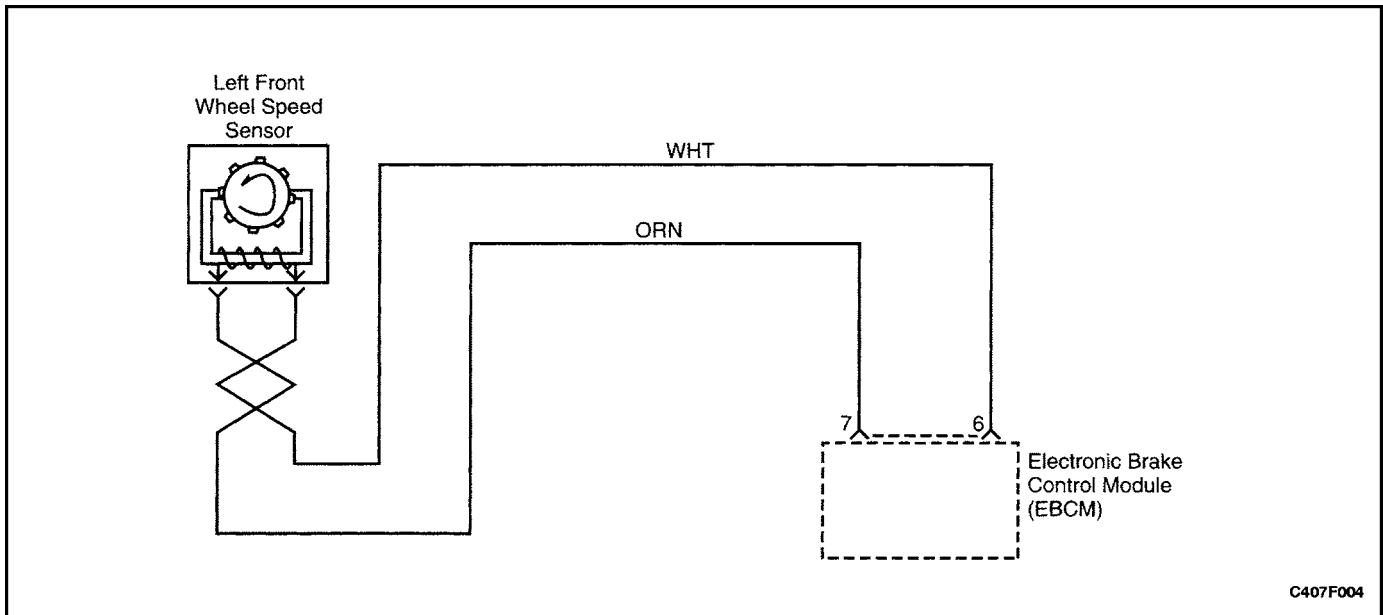 Left Front
Wheel Speed
Sensor
WHT
ORN
7
6
Electronic Brake
Control Module
(EBCM)
C407F004